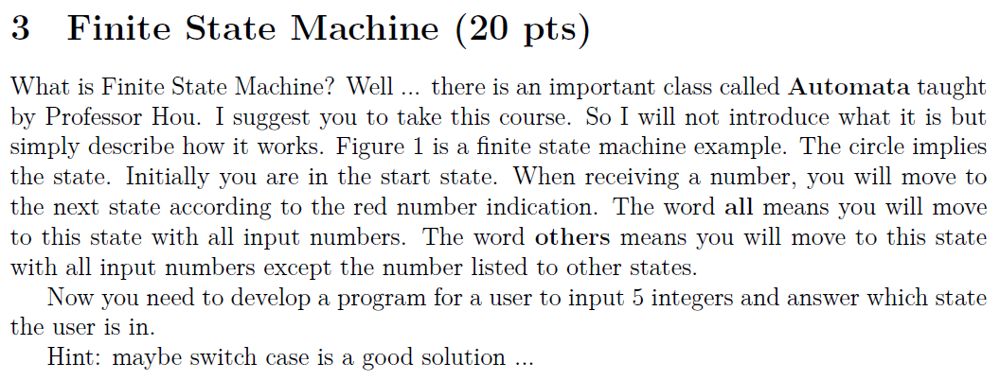 3 Finite State Machine (20 pts)
What is Finite State Machine? Well ... there is an important class called Automata taught
by Professor Hou. I suggest you to take this course. So I will not introduce what it is but
simply describe how it works. Figure 1 is a finite state machine example. The circle implies
the state. Initially you are in the start state. When receiving a number, you will move to
the next state according to the red number indication. The word all means you will move
to this state with all input numbers. The word others means you will move to this state
with all input numbers except the number listed to other states.
Now you need to develop a program for a user to input 5 integers and answer which state
the user is in.
Hint: maybe switch case is a good solution ...